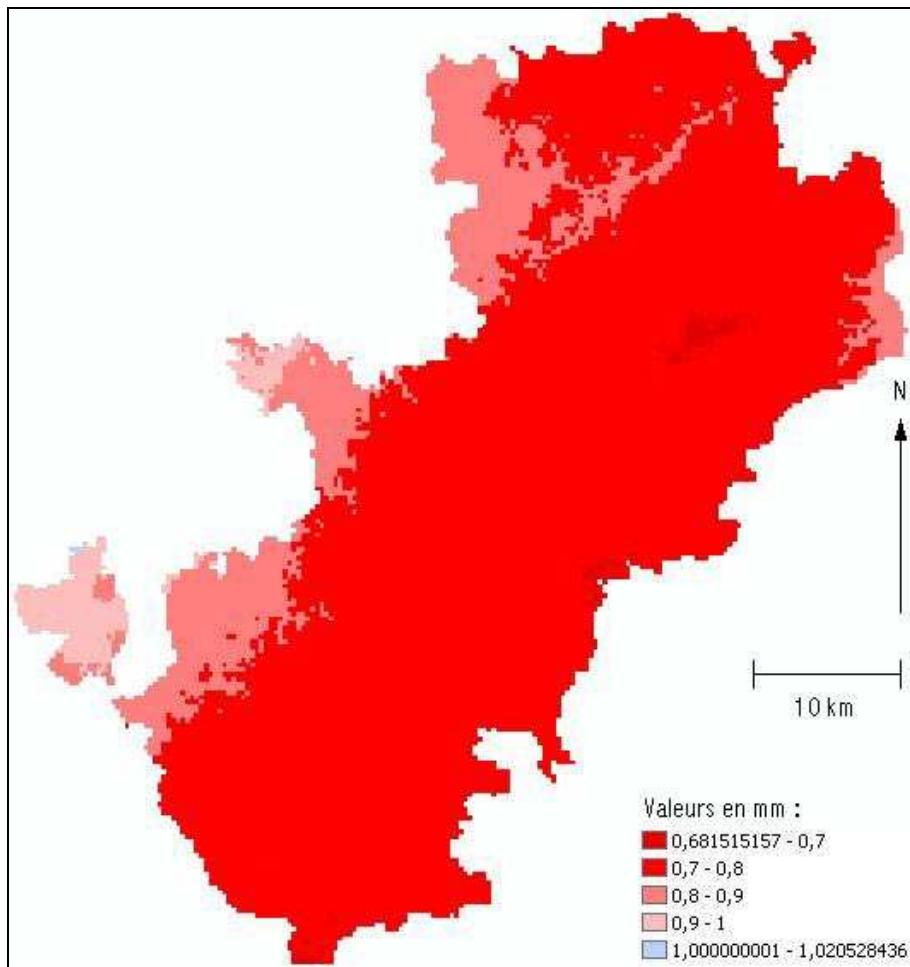 N
10 km
Valeurs en mm :
0,681515157 - 0,7
0,7 - 0,8
0,8 - 0,9
0,9 - 1
1,000000001 - 1,020528436